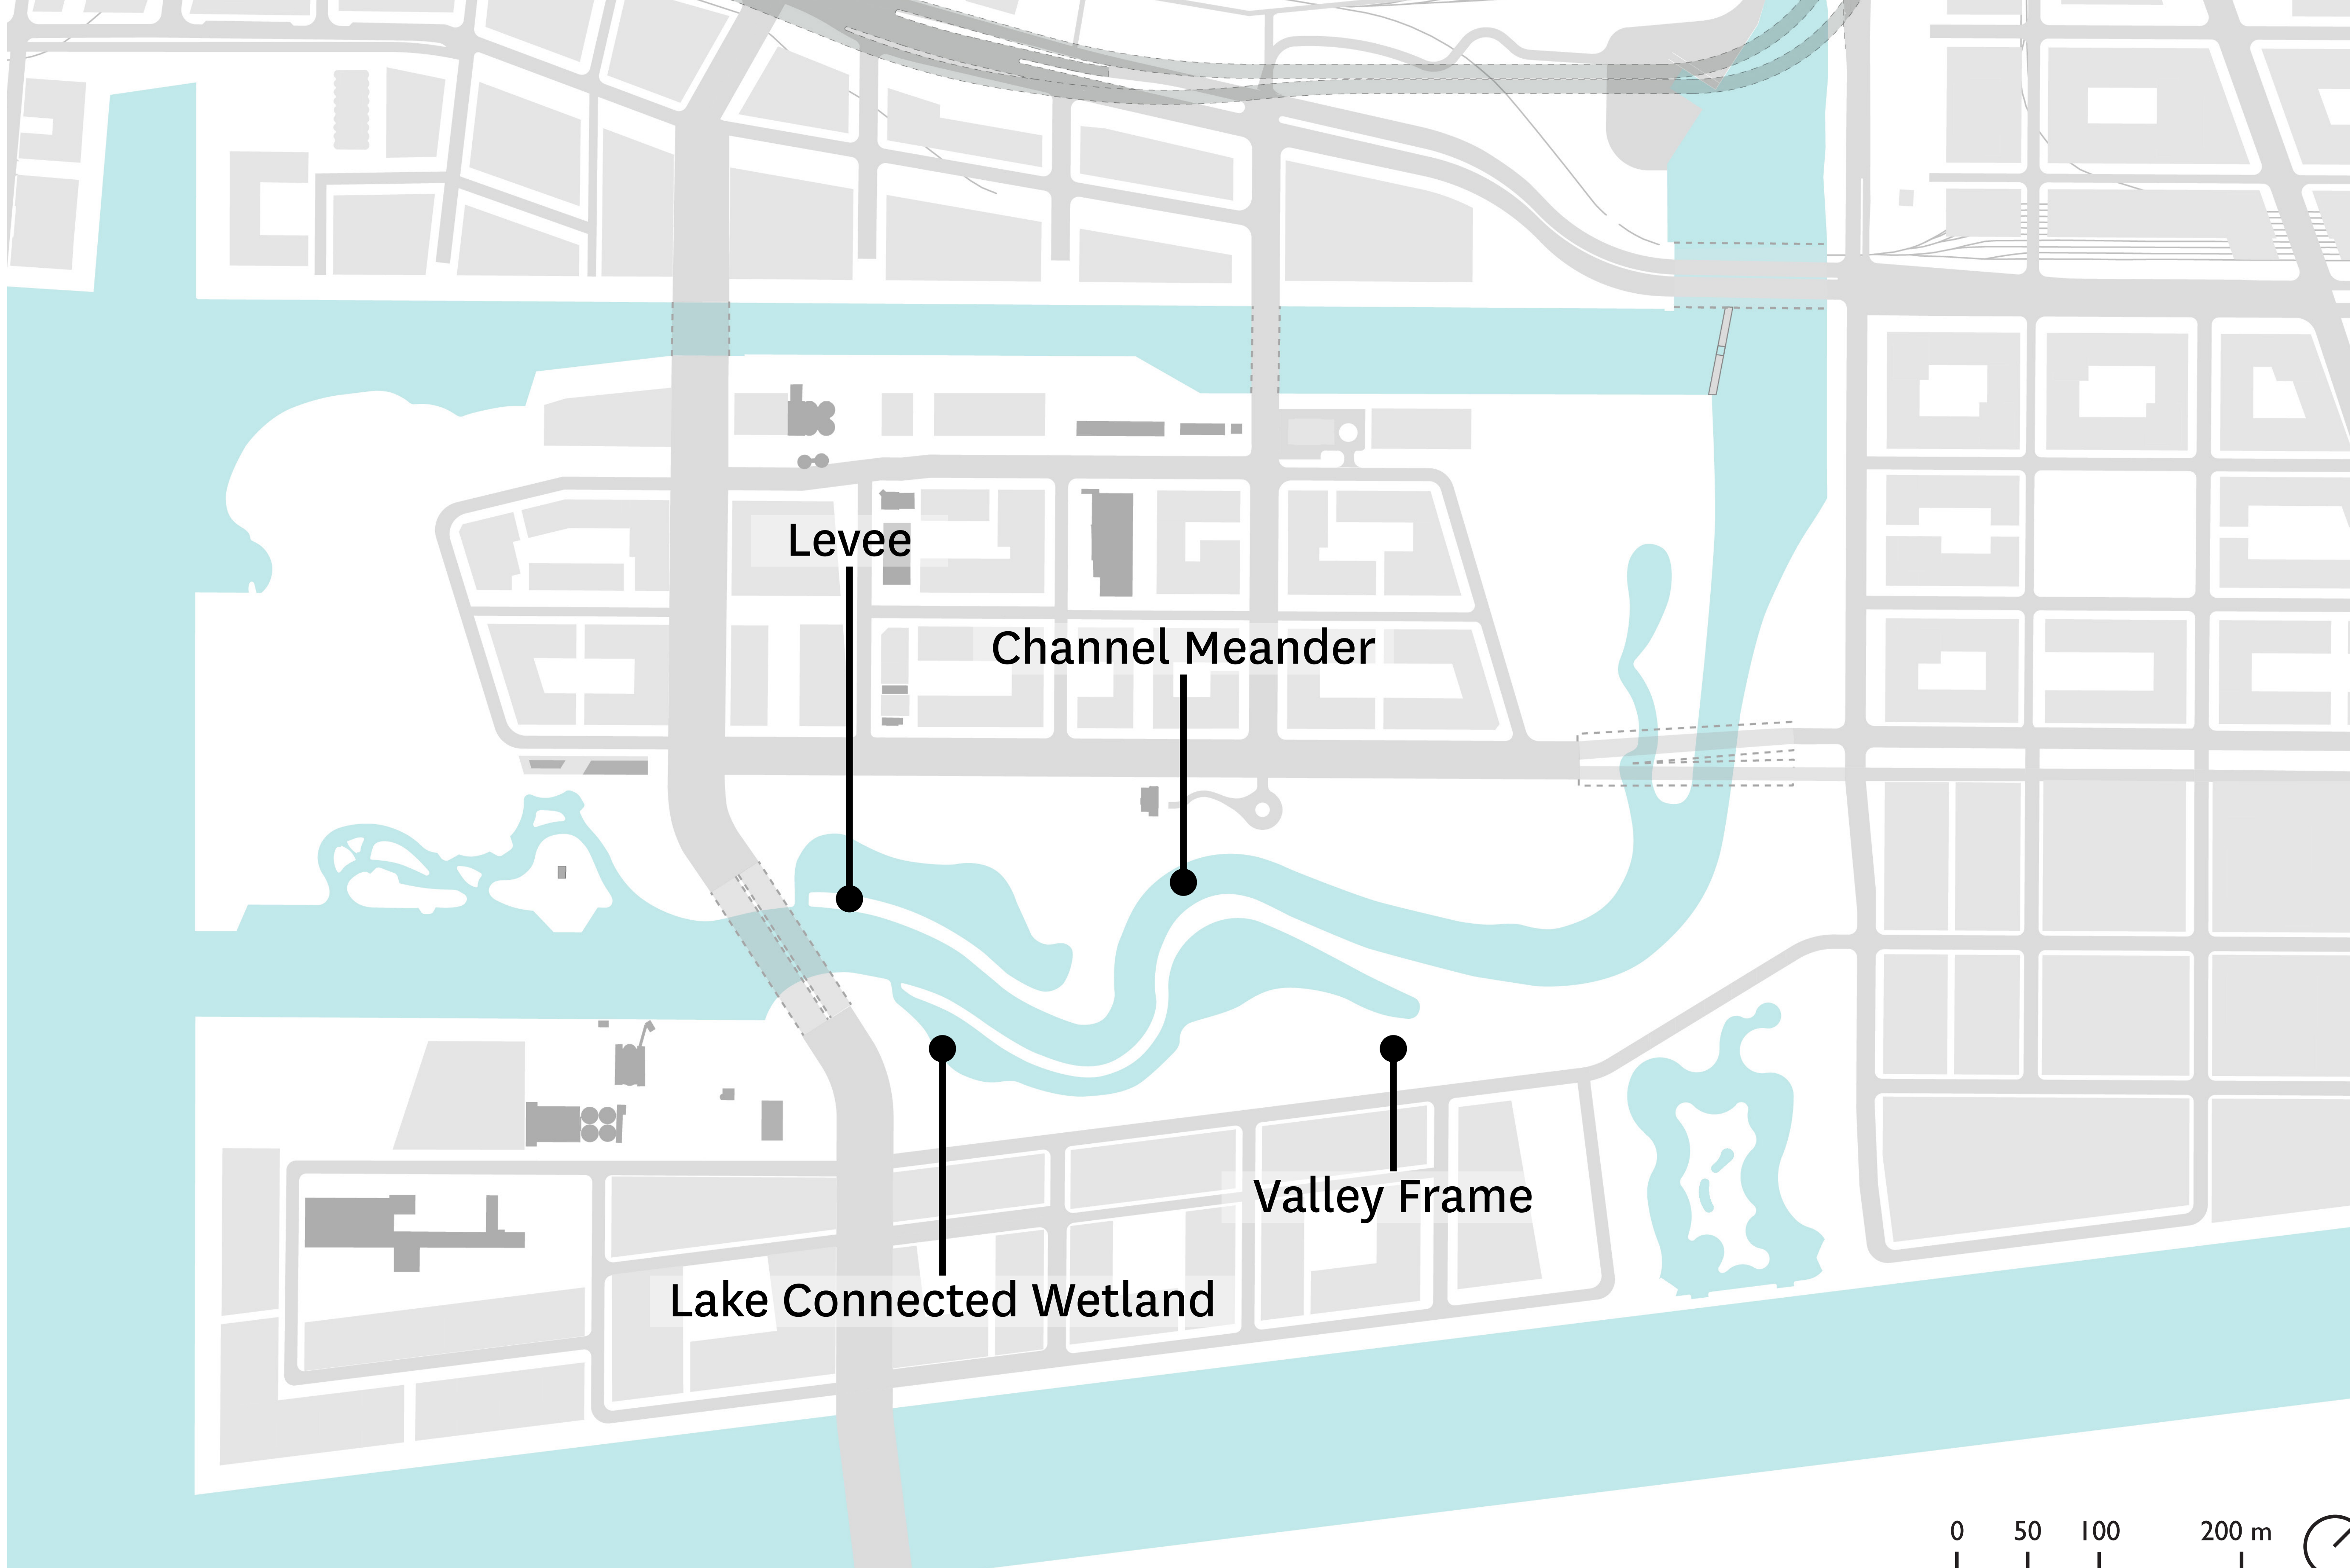 Levee
Channel Meander
Valley Frame
Lake Connected Wetland
0 50 100 200 m